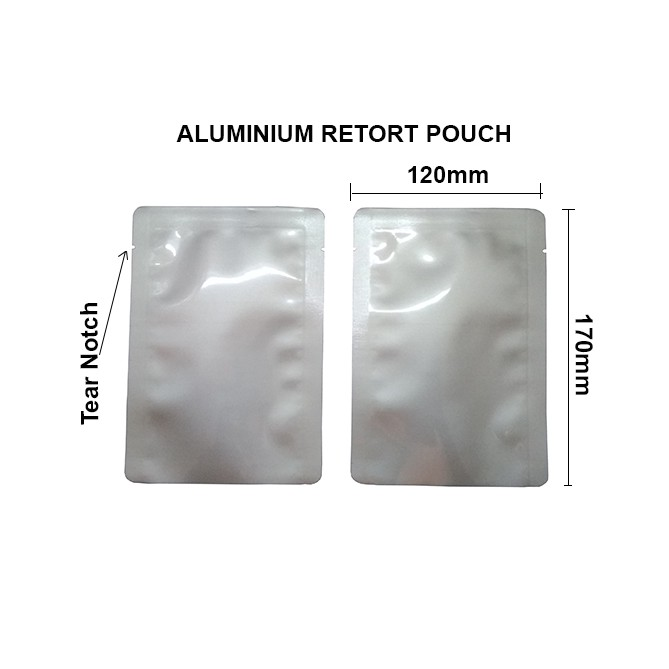 ALUMINIUM RETORT POUCH
120mm
Tear Notch
170mm